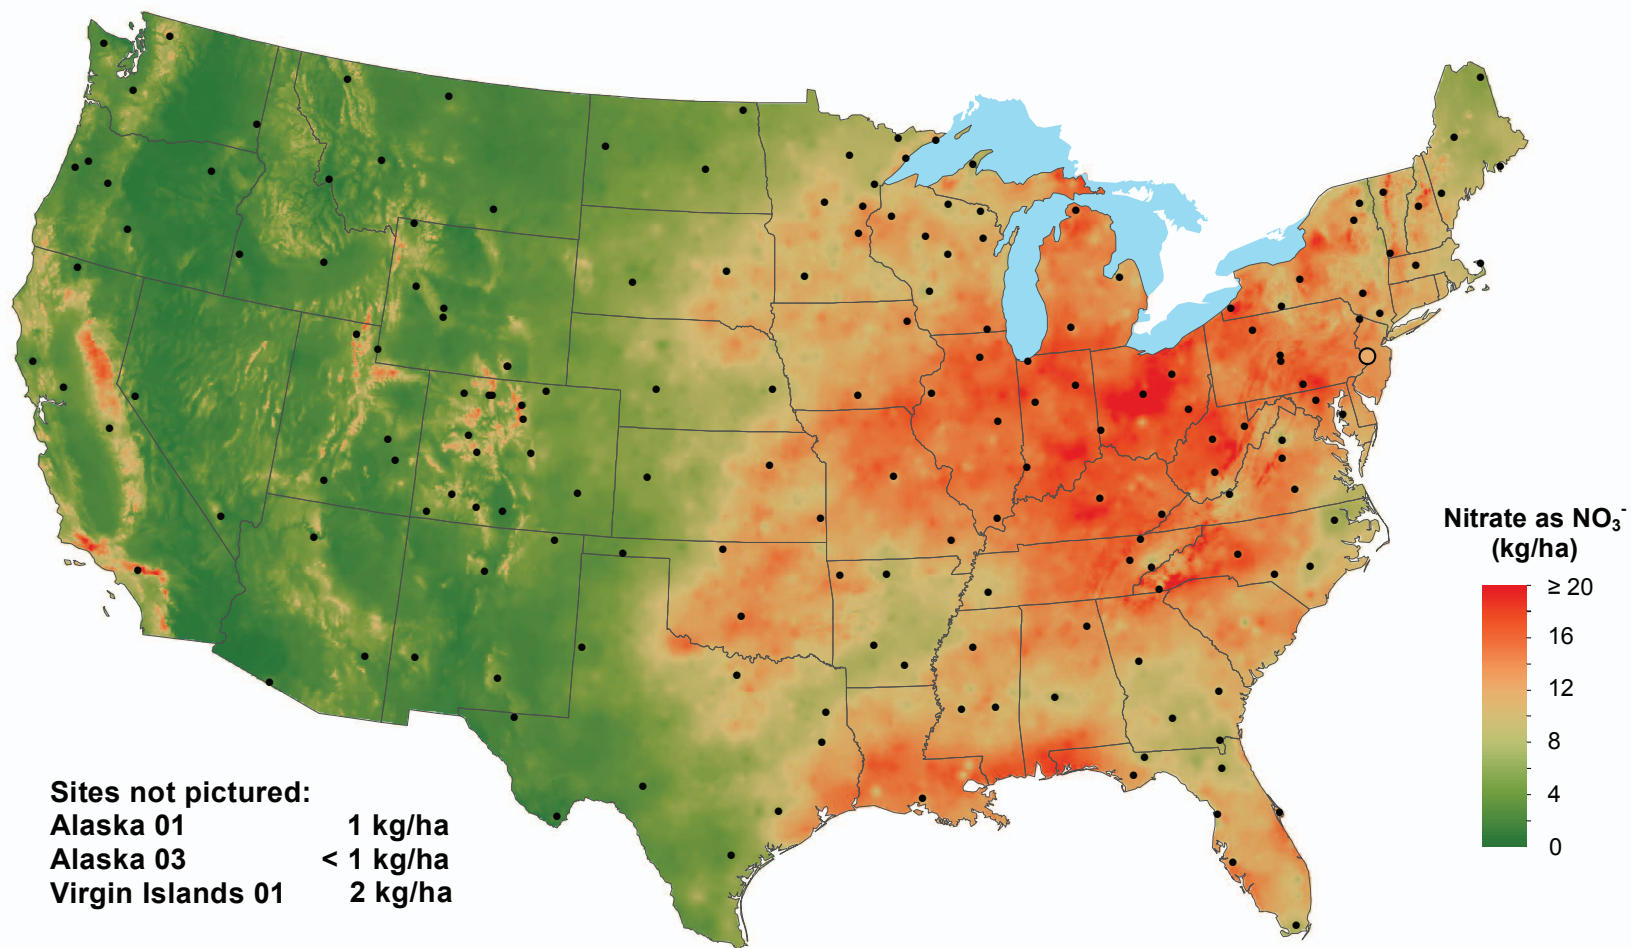 Nitrate as NO₃⁻
(kg/ha)
≥ 20
16
12
8
4
0
Sites not pictured:
Alaska 01 1 kg/ha
Alaska 03 < 1 kg/ha
Virgin Islands 01 2 kg/ha